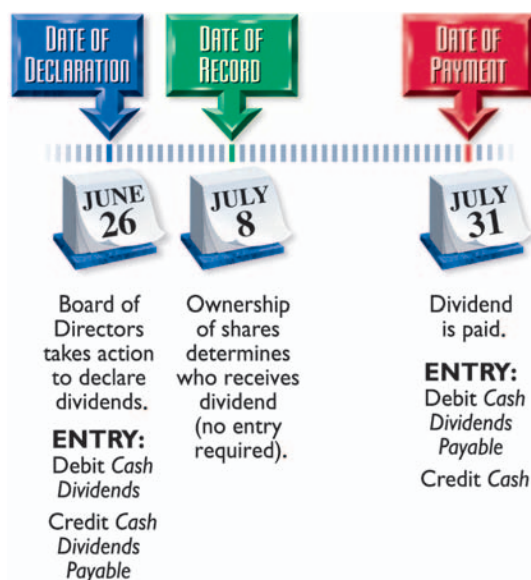 DATE OF
DECLARATION
DATE OF
RECORD
DATE OF
PAYMENT
JUNE
26
JULY
8
JULY
31
Board of
Directors
takes action
to declare
dividends.
ENTRY:
Debit Cash
Dividends
Credit Cash
Dividends
Payable
Ownership
of shares
determines
who receives
dividend
(no entry
required).
Dividend
is paid.
ENTRY:
Debit Cash
Dividends
Payable
Credit Cash